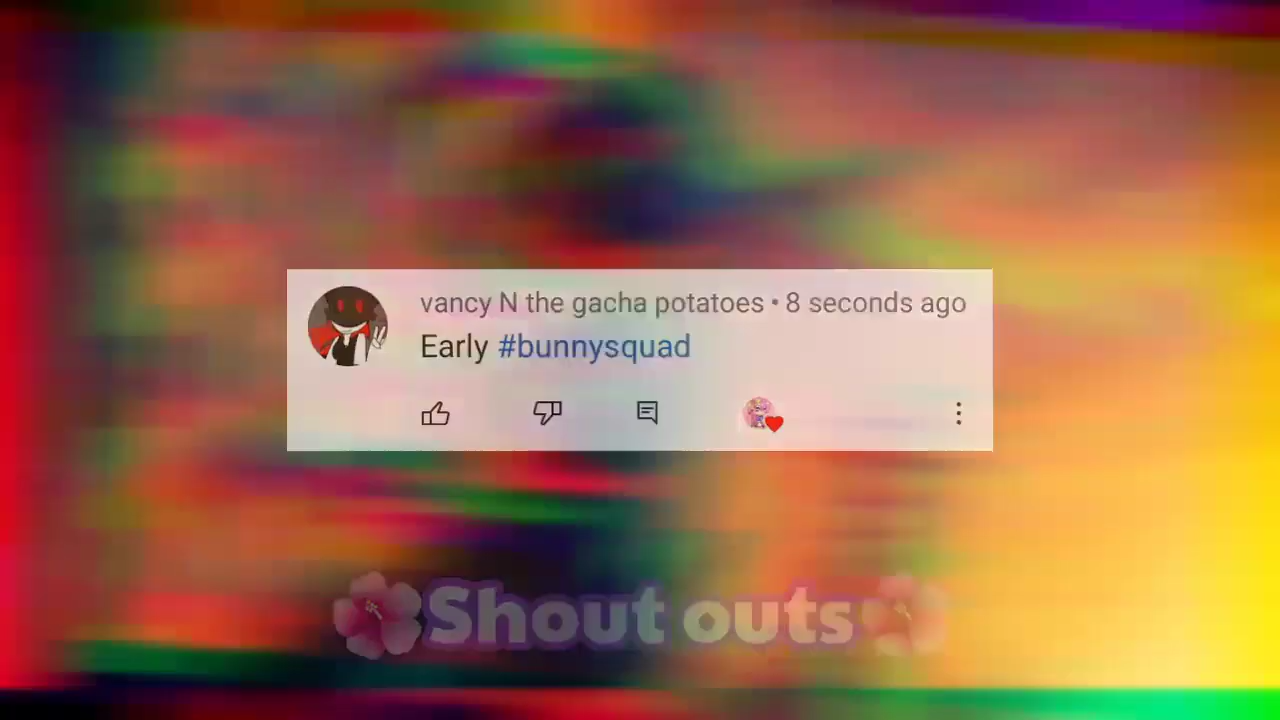 vancy N the gacha potatoes • 8 seconds ago
Early #bunnysquad
Shout outs